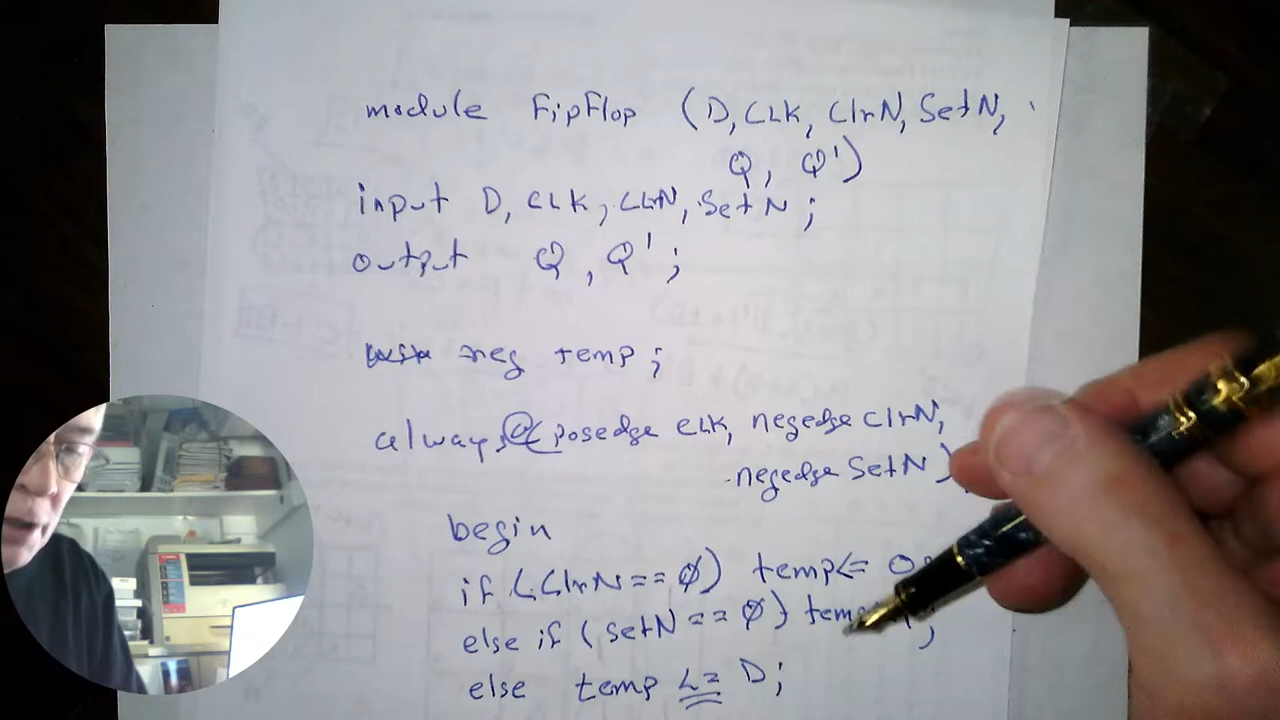 module FipFlop (D, CLK, ClrN, SetN,
Q, Q')
input D, CLK, CLrN, SetN;
output Q, Q';
reg temp;
always @( posedge CLK, negedge ClrN,
negedge SetN)
begin
if (ClrN == 0) temp <= 0;
else if (setN == 0)
else temp <= D;